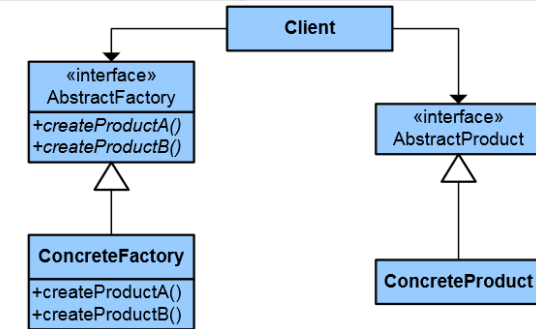 Client
«interface»
AbstractFactory
+createProductA()
+createProductB()
«interface»
AbstractProduct
ConcreteFactory
+createProductA()
+createProductB()
ConcreteProduct